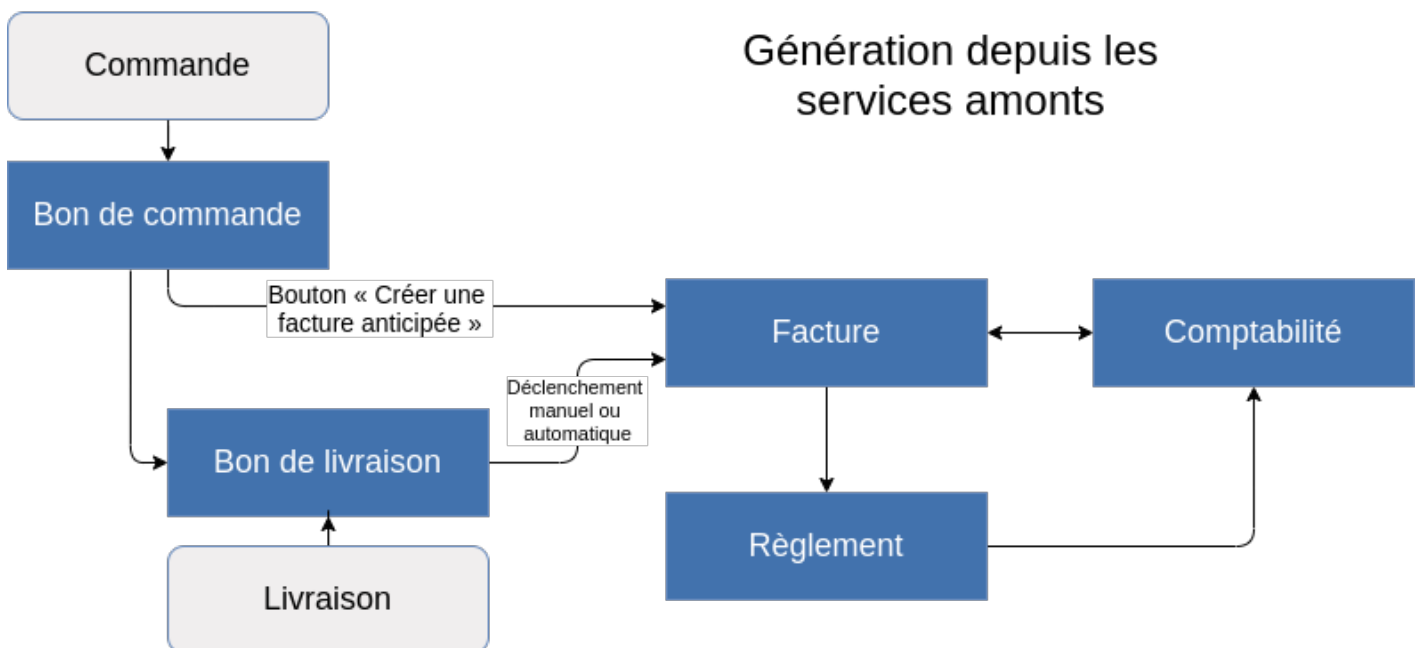 Commande
Génération depuis les
services amonts
Bon de commande
Bouton « Créer une
facture anticipée »
Facture
Comptabilité
Déclenchement
manuel ou
automatique
Bon de livraison
Règlement
Livraison